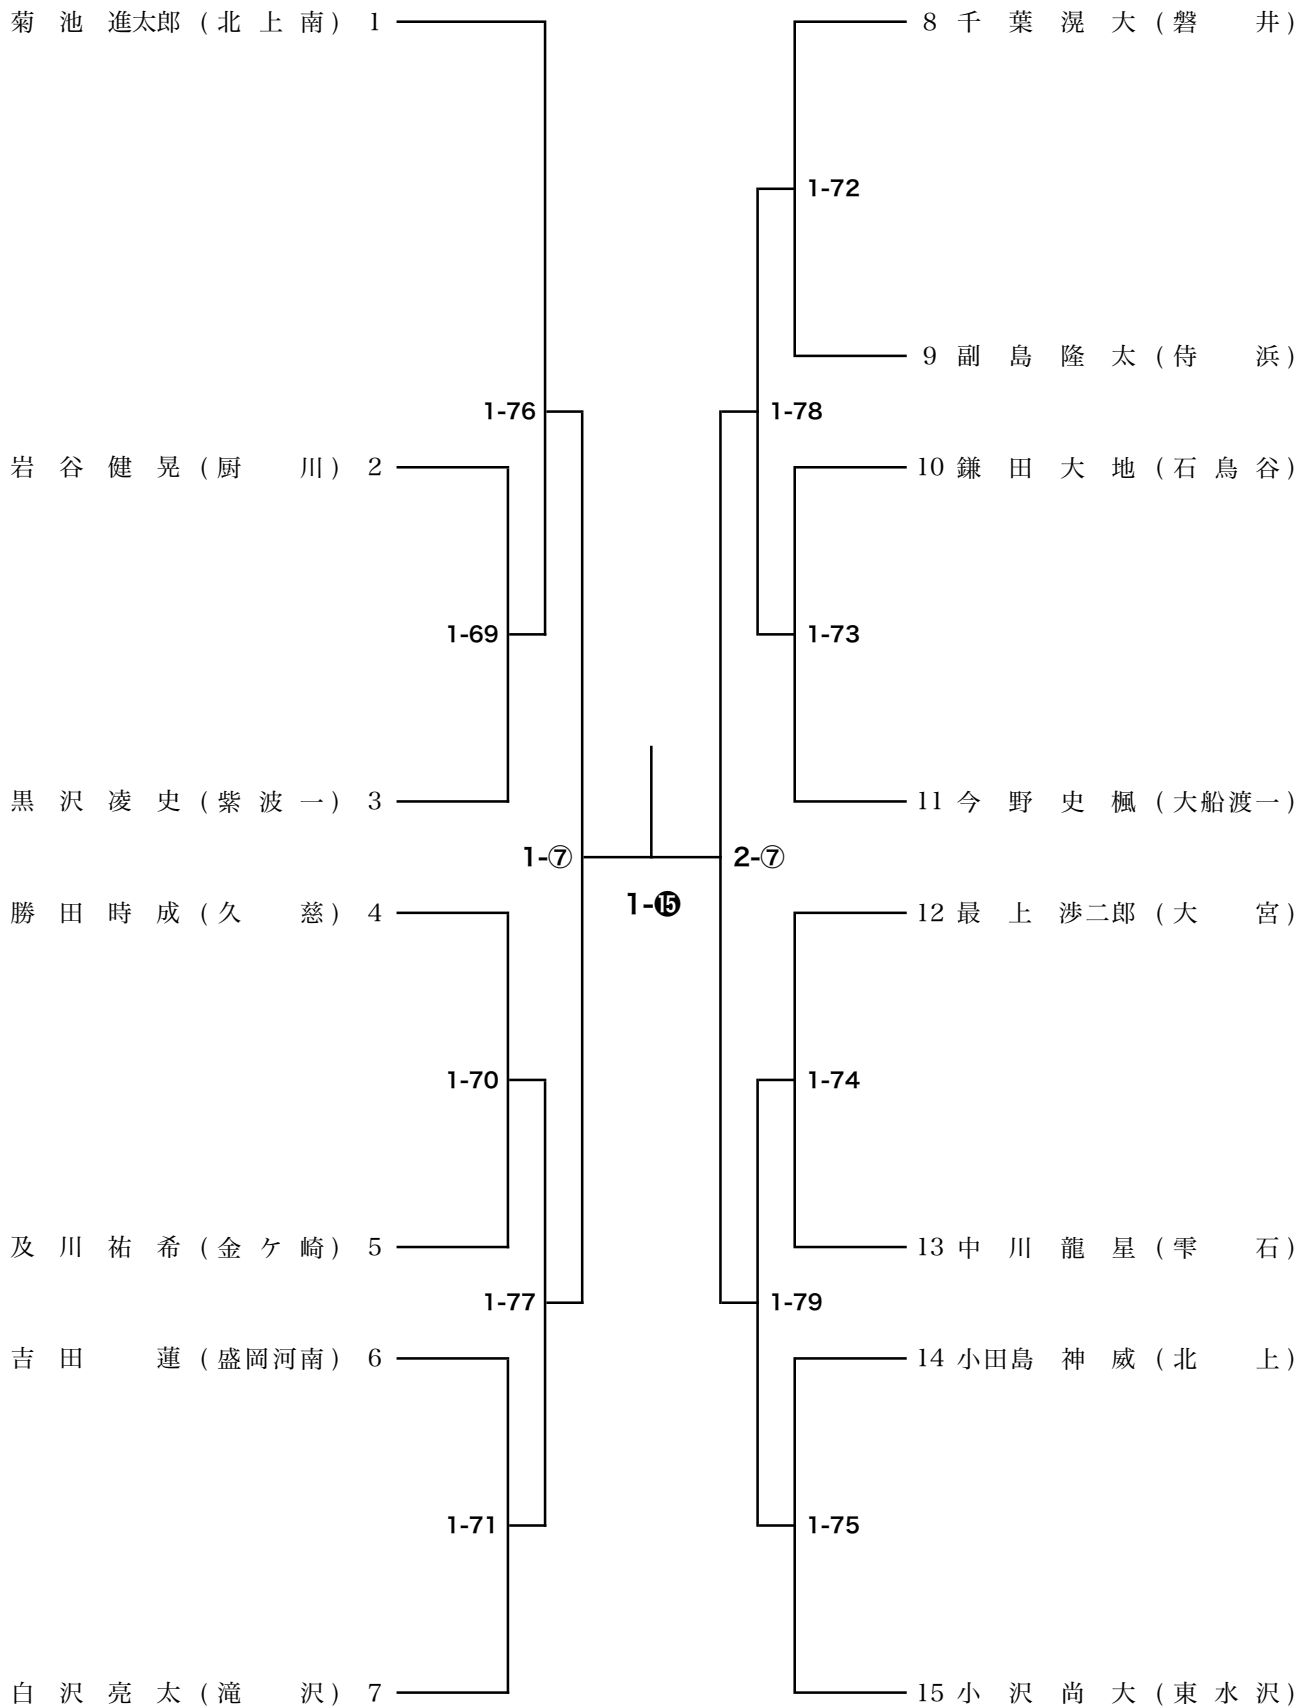 菊池進太郎 (北上南) 1
1-76
岩谷健晃 (厨川) 2
1-69
黒沢凌史 (紫波一) 3
1-⑦
勝田時成 (久慈) 4
1-70
及川祐希 (金ケ崎) 5
1-77
吉田蓮 (盛岡河南) 6
1-71
白沢亮太 (滝沢) 7
1-⓯
8 千葉滉大 (磐井)
1-72
9 副島隆太 (侍浜)
1-78
10 鎌田大地 (石鳥谷)
1-73
11 今野史楓 (大船渡一)
2-⑦
12 最上渉二郎 (大宮)
1-74
13 中川龍星 (雫石)
1-79
14 小田島神威 (北上)
1-75
15 小沢尚大 (東水沢)